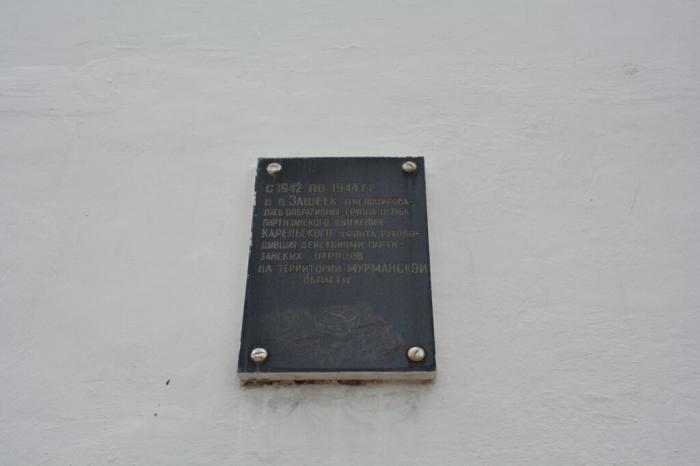 С 1942 ПО 1944 ГГ.
В П. ЗАШЕЕК ДИСЛОЦИРОВА-
ЛАСЬ ОПЕРАТИВНАЯ ГРУППА ШТАБА
ПАРТИЗАНСКОГО ДВИЖЕНИЯ
КАРЕЛЬСКОГО ФРОНТА РУКОВО-
ДИВШАЯ ДЕЙСТВИЯМИ ПАРТИ-
ЗАНСКИХ ОТРЯДОВ
НА ТЕРРИТОРИИ МУРМАНСКОЙ
ОБЛАСТИ